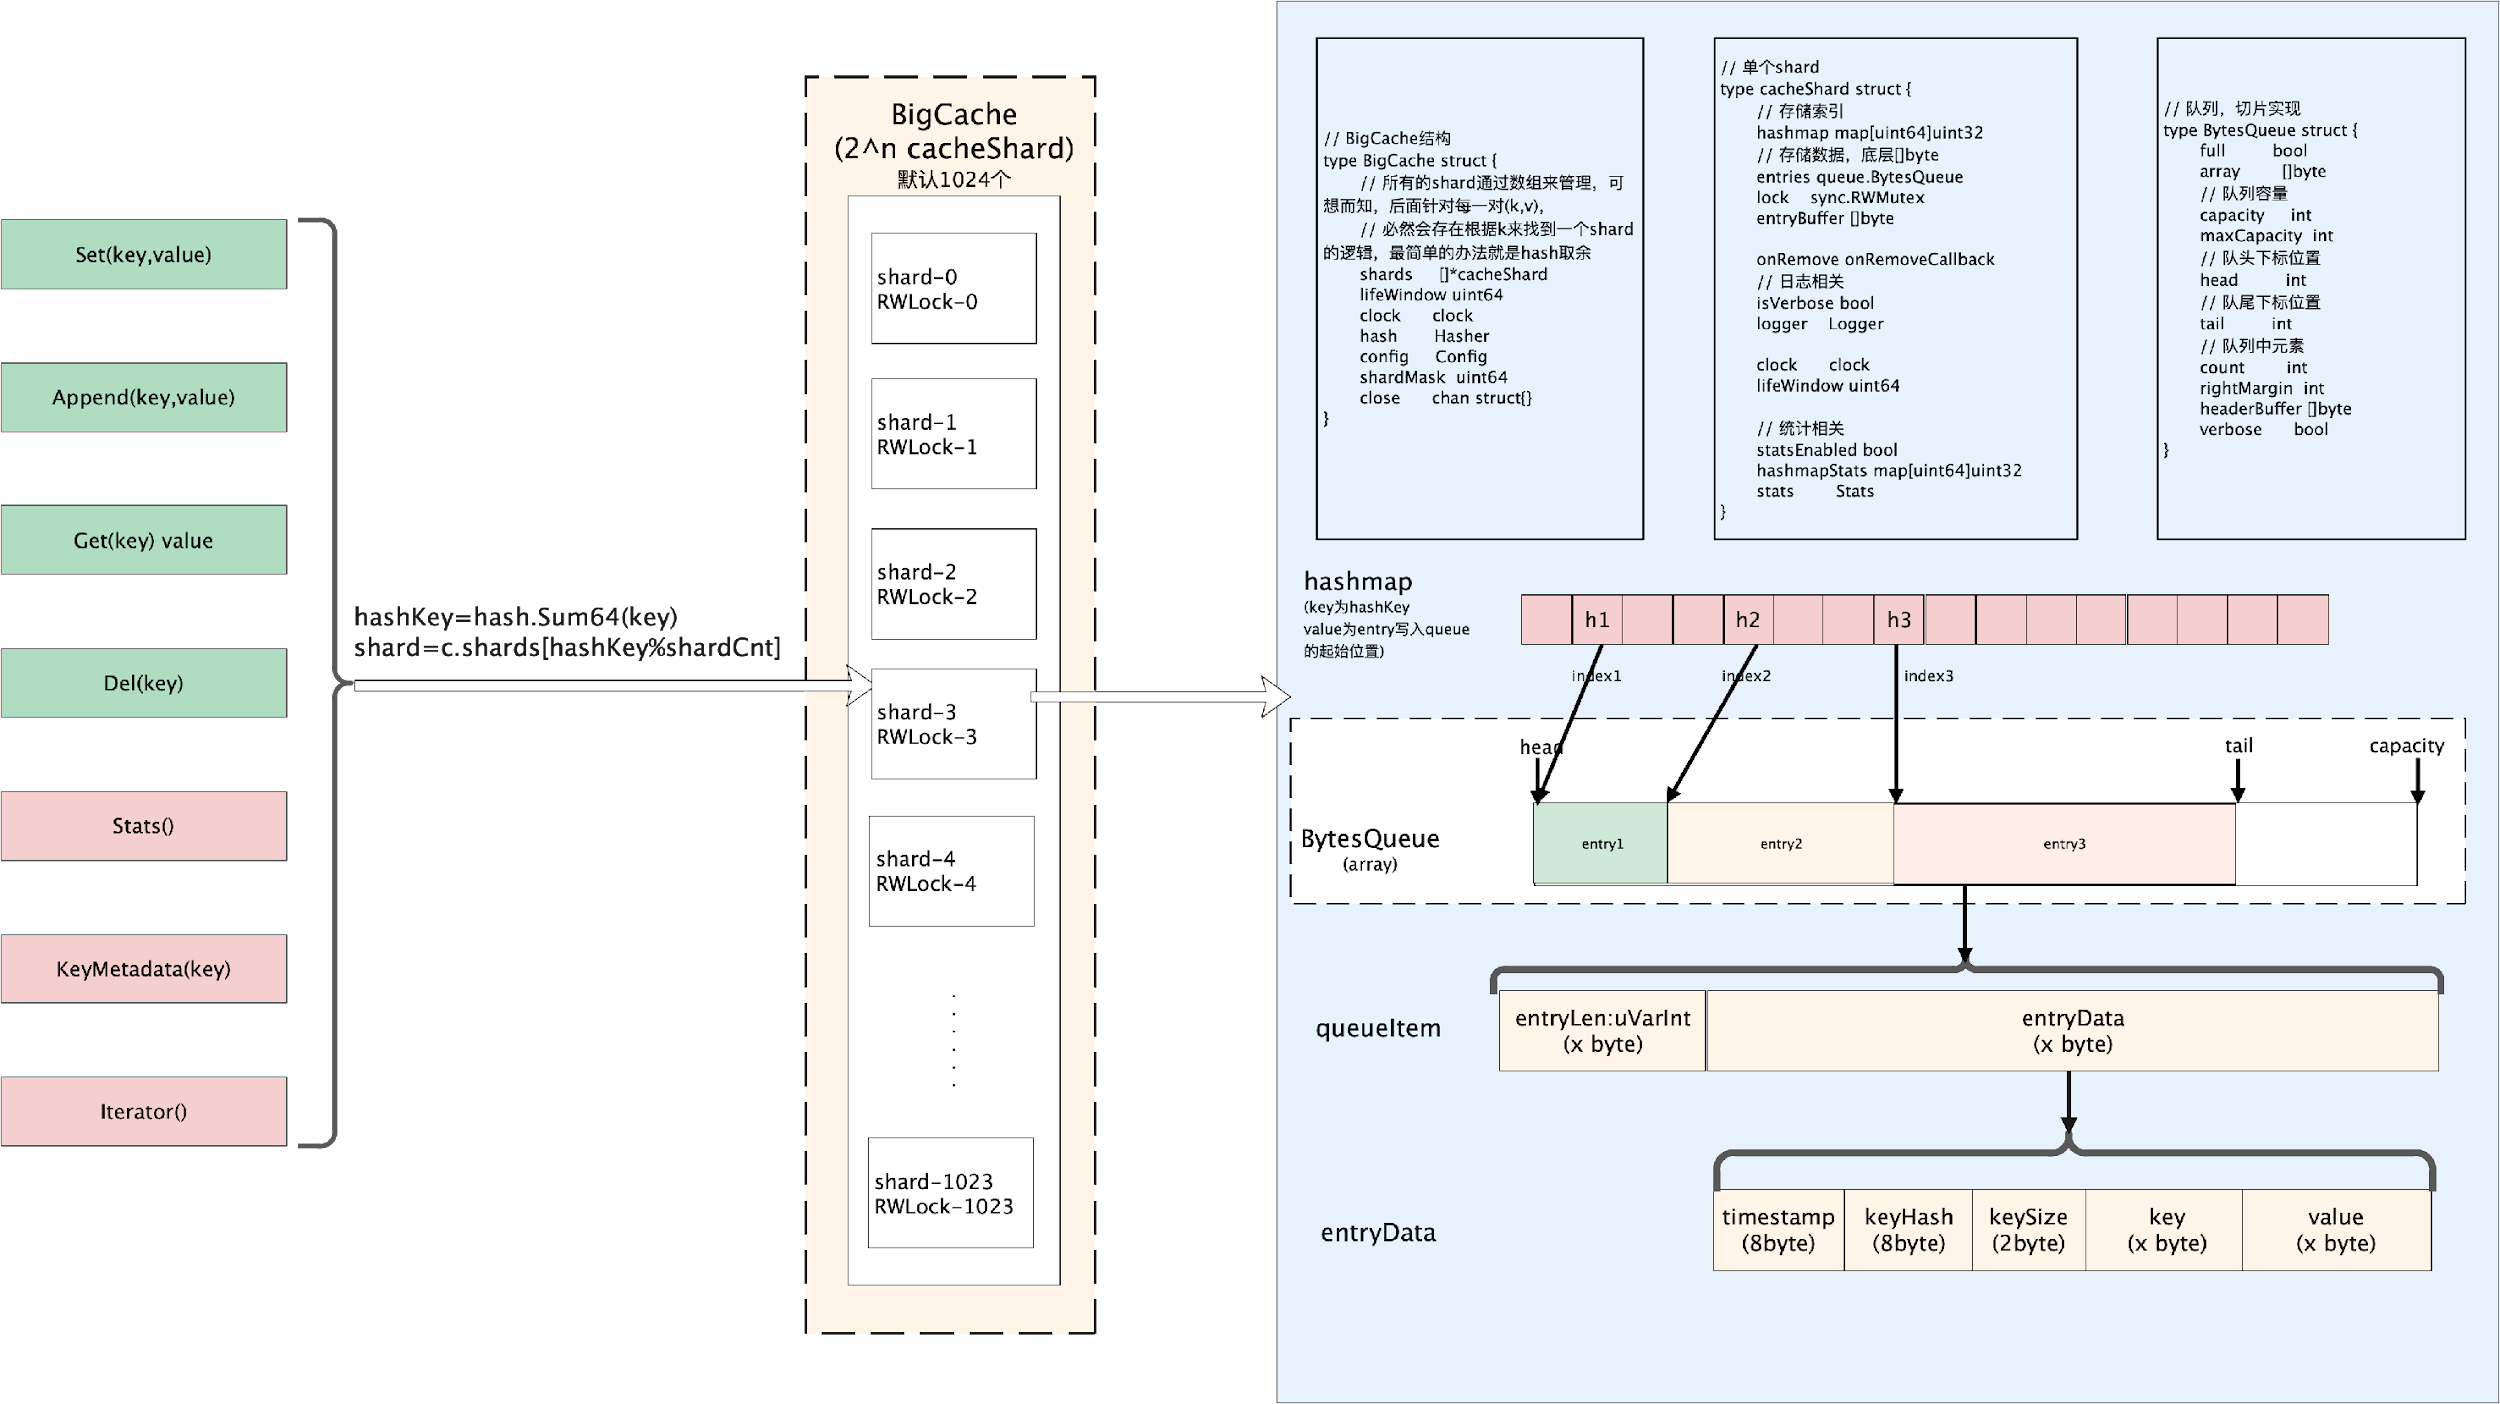 Set(key,value)
Append(key,value)
Get(key) value
Del(key)
Stats()
KeyMetadata(key)
Iterator()
hashKey=hash.Sum64(key)
shard=c.shards[hashKey%shardCnt]
BigCache
(2^n cacheShard)
默认1024个
shard-0
RWLock-0
shard-1
RWLock-1
shard-2
RWLock-2
shard-3
RWLock-3
shard-4
RWLock-4
shard-1023
RWLock-1023
// BigCache结构
type BigCache struct {
// 所有的shard通过数组来管理，可
想而知，后面针对每一对(k,v),
// 必然会存在根据k来找到一个shard
的逻辑，最简单的办法就是hash取余
shards []*cacheShard
lifeWindow uint64
clock clock
hash Hasher
config Config
shardMask uint64
close chan struct{}
}
// 单个shard
type cacheShard struct {
// 存储索引
hashmap map[uint64]uint32
// 存储数据，底层[]byte
entries queue.BytesQueue
lock sync.RWMutex
entryBuffer []byte
onRemove onRemoveCallback
// 日志相关
isVerbose bool
logger Logger
clock clock
lifeWindow uint64
// 统计相关
statsEnabled bool
hashmapStats map[uint64]uint32
stats Stats
}
// 队列，切片实现
type BytesQueue struct {
full bool
array []byte
// 队列容量
capacity int
maxCapacity int
// 队头下标位置
head int
// 队尾下标位置
tail int
// 队列中元素
count int
rightMargin int
headerBuffer []byte
verbose bool
}
hashmap
(key为hashKey
value为entry写入queue
的起始位置)
h1 h2 h3
index1 index2 index3
head tail capacity
BytesQueue
(array)
entry1 entry2 entry3
queueItem
entryLen:uVarInt
(x byte)
entryData
(x byte)
entryData
timestamp
(8byte)
keyHash
(8byte)
keySize
(2byte)
key
(x byte)
value
(x byte)